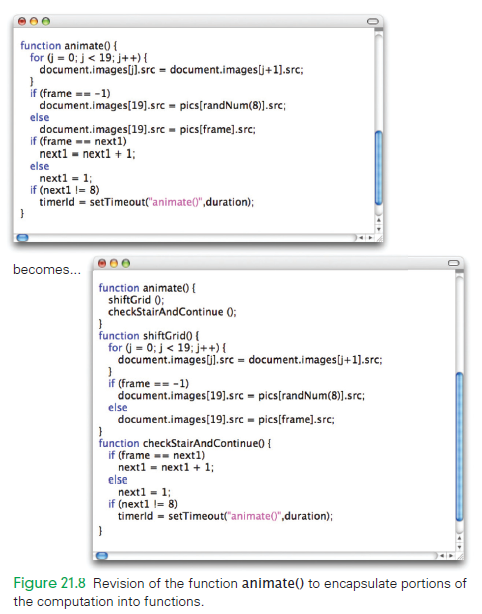 function animate() {
for (j = 0; j < 19; j++) {
document.images[j].src = document.images[j+1].src;
}
if (frame == -1)
document.images[19].src = pics[randNum(8)].src;
else
document.images[19].src = pics[frame].src;
if (frame == next1)
next1 = next1 + 1;
else
next1 = 1;
if (next1 != 8)
timerId = setTimeout("animate()",duration);
}
becomes...
function animate() {
shiftGrid ();
checkStairAndContinue ();
}
function shiftGrid() {
for (j = 0; j < 19; j++) {
document.images[j].src = document.images[j+1].src;
}
if (frame == -1)
document.images[19].src = pics[randNum(8)].src;
else
document.images[19].src = pics[frame].src;
}
function checkStairAndContinue() {
if (frame == next1)
next1 = next1 + 1;
else
next1 = 1;
if (next1 != 8)
timerId = setTimeout("animate()",duration);
}
Figure 21.8 Revision of the function animate() to encapsulate portions of
the computation into functions.